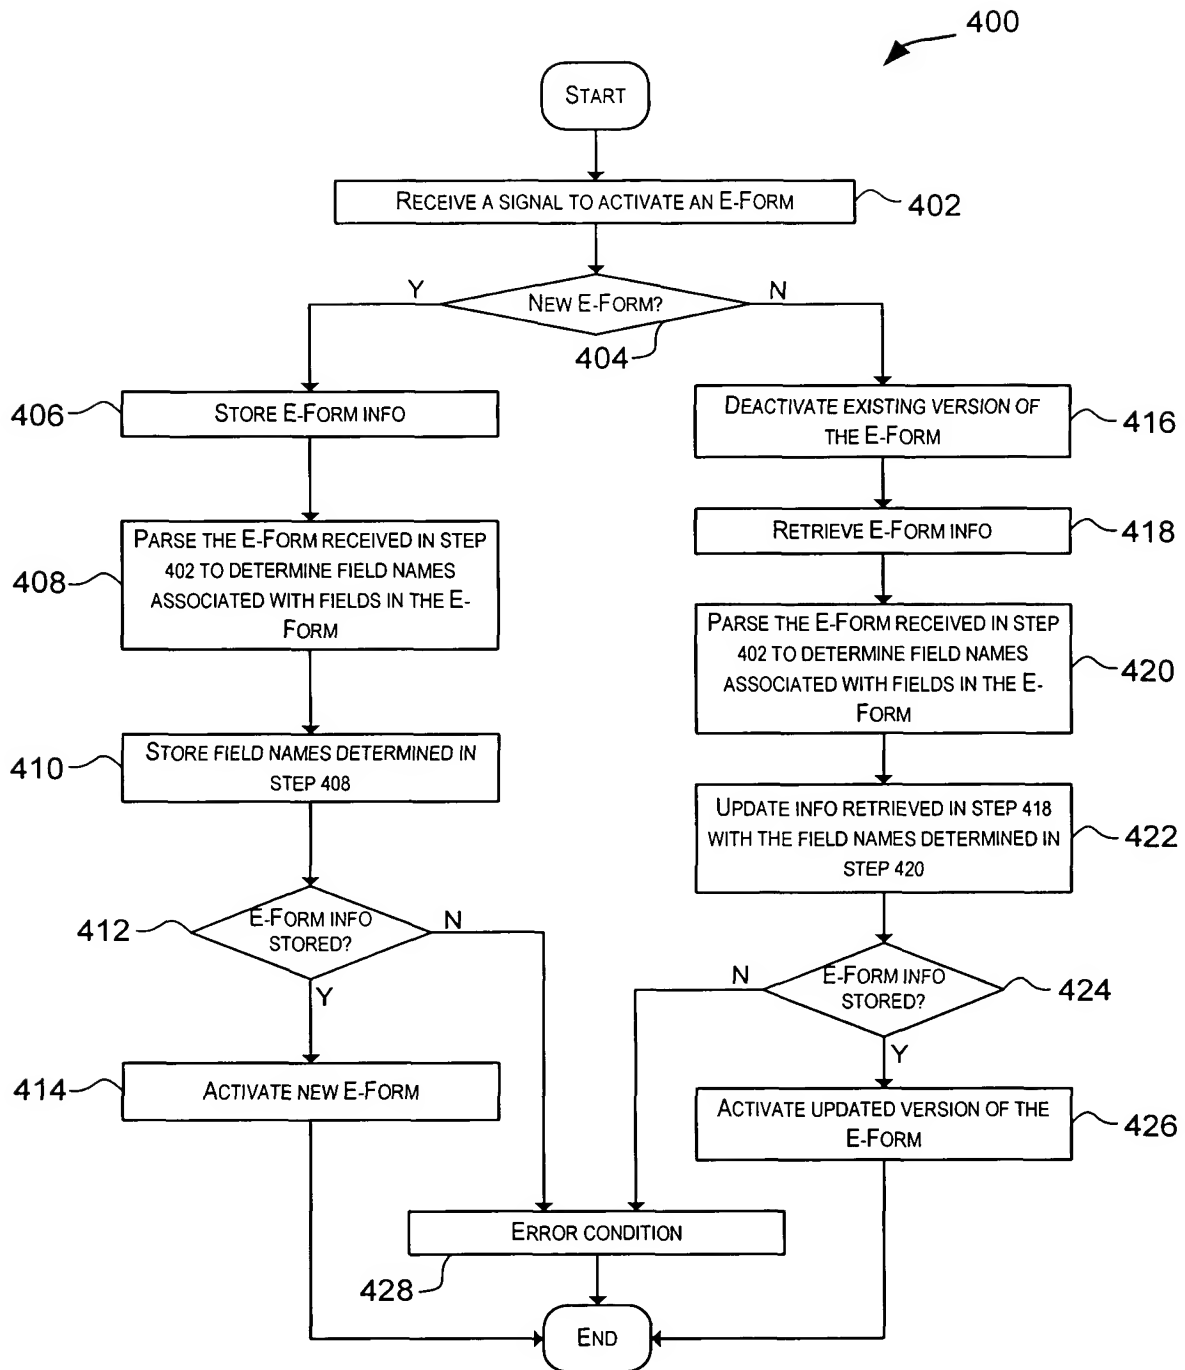 400
START
RECEIVE A SIGNAL TO ACTIVATE AN E-FORM
402
Y
NEW E-FORM?
N
404
406
STORE E-FORM INFO
DEACTIVATE EXISTING VERSION OF
THE E-FORM
416
RETRIEVE E-FORM INFO
418
408
PARSE THE E-FORM RECEIVED IN STEP
402 TO DETERMINE FIELD NAMES
ASSOCIATED WITH FIELDS IN THE E-
FORM
PARSE THE E-FORM RECEIVED IN STEP
402 TO DETERMINE FIELD NAMES
ASSOCIATED WITH FIELDS IN THE E-
FORM
420
410
STORE FIELD NAMES DETERMINED IN
STEP 408
UPDATE INFO RETRIEVED IN STEP 418
WITH THE FIELD NAMES DETERMINED IN
STEP 420
422
412
E-FORM INFO
STORED?
N
Y
N
E-FORM INFO
STORED?
424
Y
414
ACTIVATE NEW E-FORM
ACTIVATE UPDATED VERSION OF THE
E-FORM
426
ERROR CONDITION
428
END